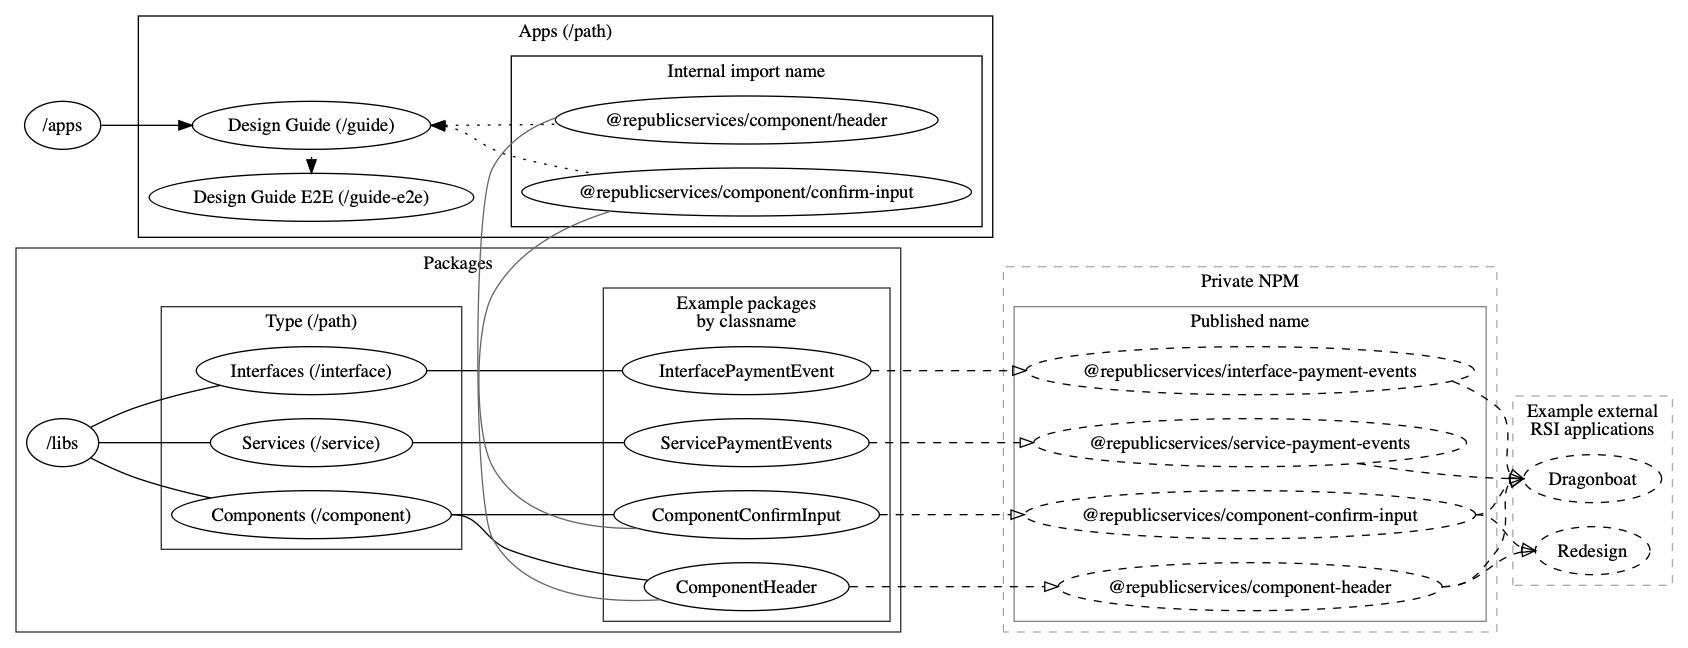 Apps (/path)
Internal import name
/apps
Design Guide (/guide)
@republicservices/component/header
Design Guide E2E (/guide-e2e)
@republicservices/component/confirm-input
Packages
Type (/path)
Example packages
by classname
Private NPM
Published name
Interfaces (/interface)
InterfacePaymentEvent
@republicservices/interface-payment-events
/libs
Services (/service)
ServicePaymentEvents
@republicservices/service-payment-events
Example external
RSI applications
Dragonboat
Components (/component)
ComponentConfirmInput
@republicservices/component-confirm-input
Redesign
ComponentHeader
@republicservices/component-header